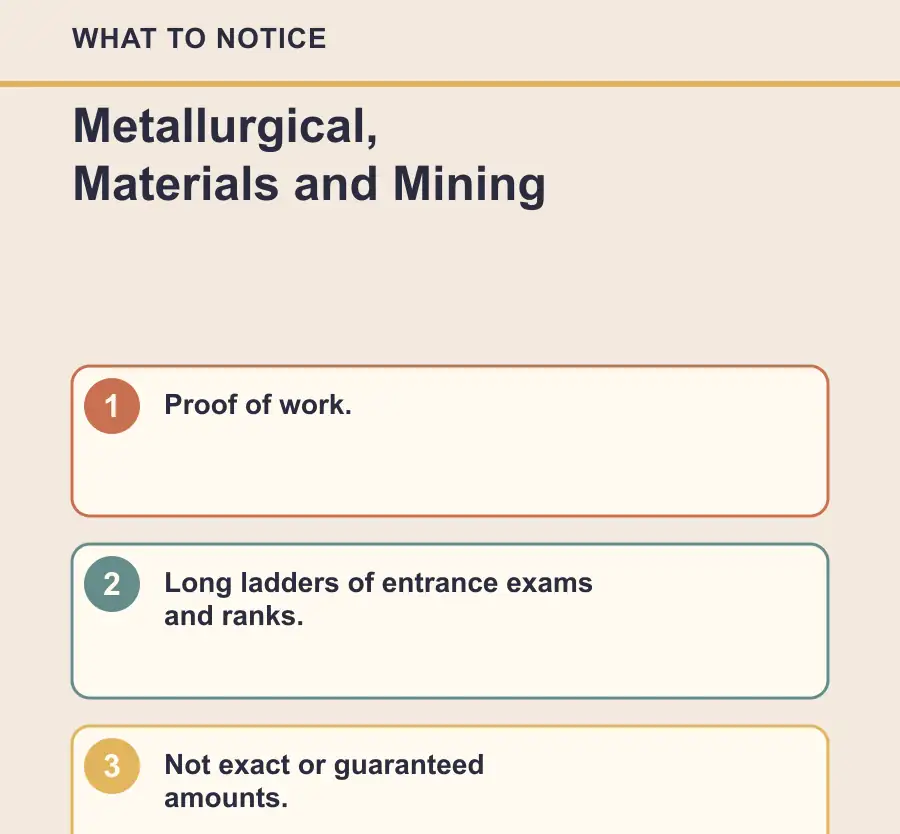 WHAT TO NOTICE
Metallurgical,
Materials and Mining
1
Proof of work.
2
Long ladders of entrance exams
and ranks.
3
Not exact or guaranteed
amounts.